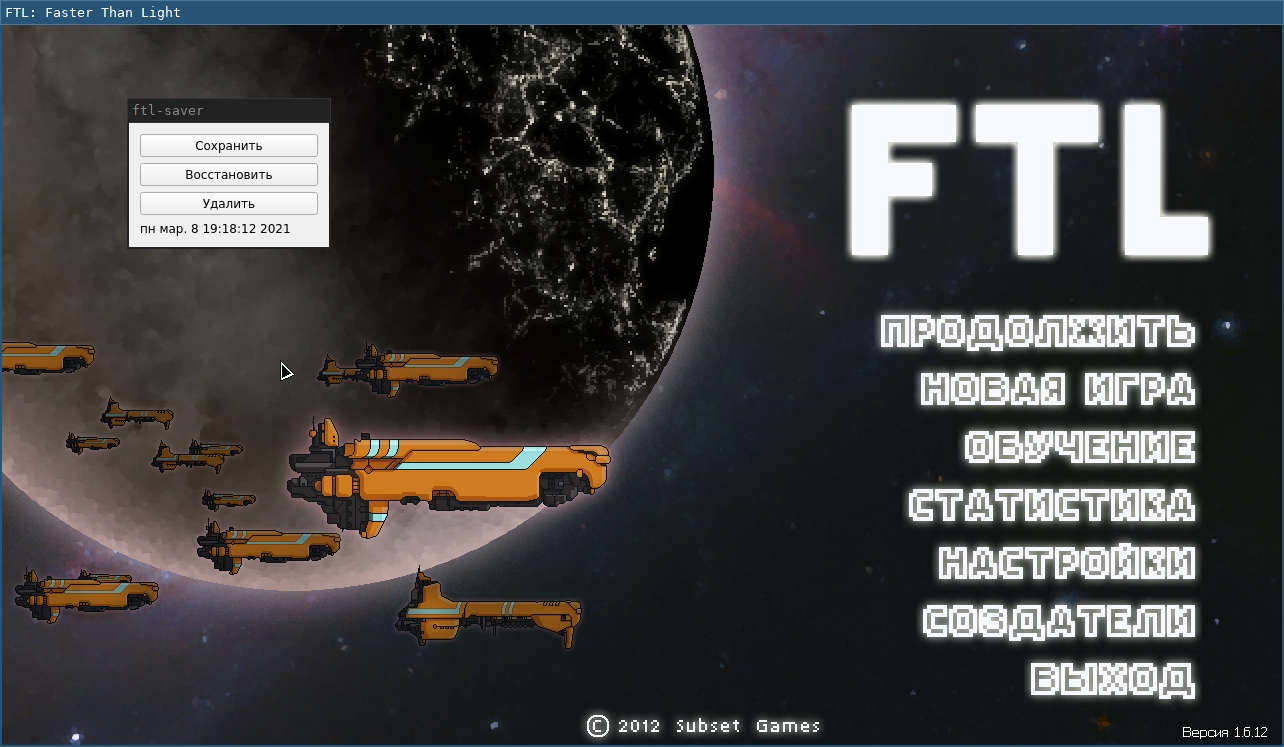 FTL: Faster Than Light
ftl-saver
Сохранить
Восстановить
Удалить
пн мар. 8 19:18:12 2021
FTL
ПРОДОЛЖИТЬ
НОВАЯ ИГРА
ОБУЧЕНИЕ
СТАТИСТИКА
НАСТРОЙКИ
СОЗДАТЕЛИ
ВЫХОД
© 2012 Subset Games
Версия 1.6.12